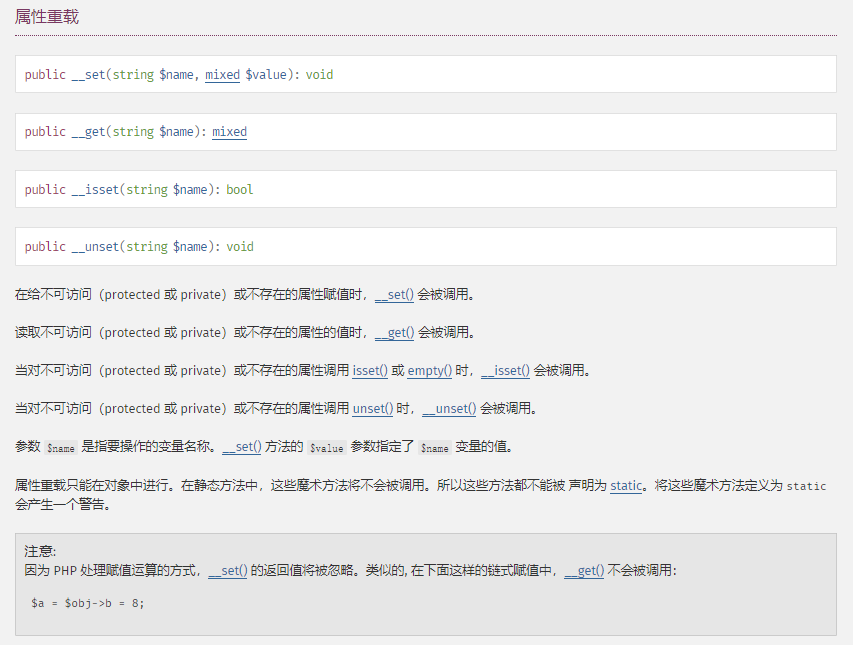 属性重载
public __set(string $name, mixed $value): void
public __get(string $name): mixed
public __isset(string $name): bool
public __unset(string $name): void
在给不可访问（protected 或 private）或不存在的属性赋值时，__set() 会被调用。
读取不可访问（protected 或 private）或不存在的属性的值时，__get() 会被调用。
当对不可访问（protected 或 private）或不存在的属性调用 isset() 或 empty() 时，__isset() 会被调用。
当对不可访问（protected 或 private）或不存在的属性调用 unset() 时，__unset() 会被调用。
参数 $name 是指要操作的变量名称。__set() 方法的 $value 参数指定了 $name 变量的值。
属性重载只能在对象中进行。在静态方法中，这些魔术方法将不会被调用。所以这些方法都不能被 声明为 static。将这些魔术方法定义为 static
会产生一个警告。
注意:
因为 PHP 处理赋值运算的方式，__set() 的返回值将被忽略。类似的, 在下面这样的链式赋值中，__get() 不会被调用：
$a = $obj->b = 8;